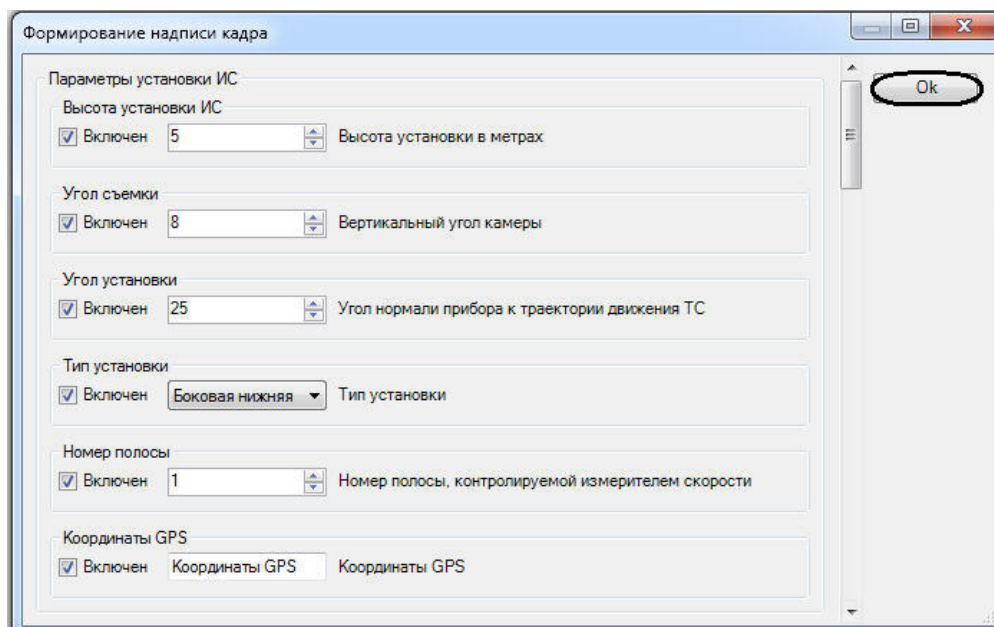 Формирование надписи кадра
Параметры установки ИС
Ok
Высота установки ИС
Включен 5 Высота установки в метрах
Угол съемки
Включен 8 Вертикальный угол камеры
Угол установки
Включен 25 Угол нормали прибора к траектории движения ТС
Тип установки
Включен Боковая нижняя Тип установки
Номер полосы
Включен 1 Номер полосы, контролируемой измерителем скорости
Координаты GPS
Включен Координаты GPS Координаты GPS